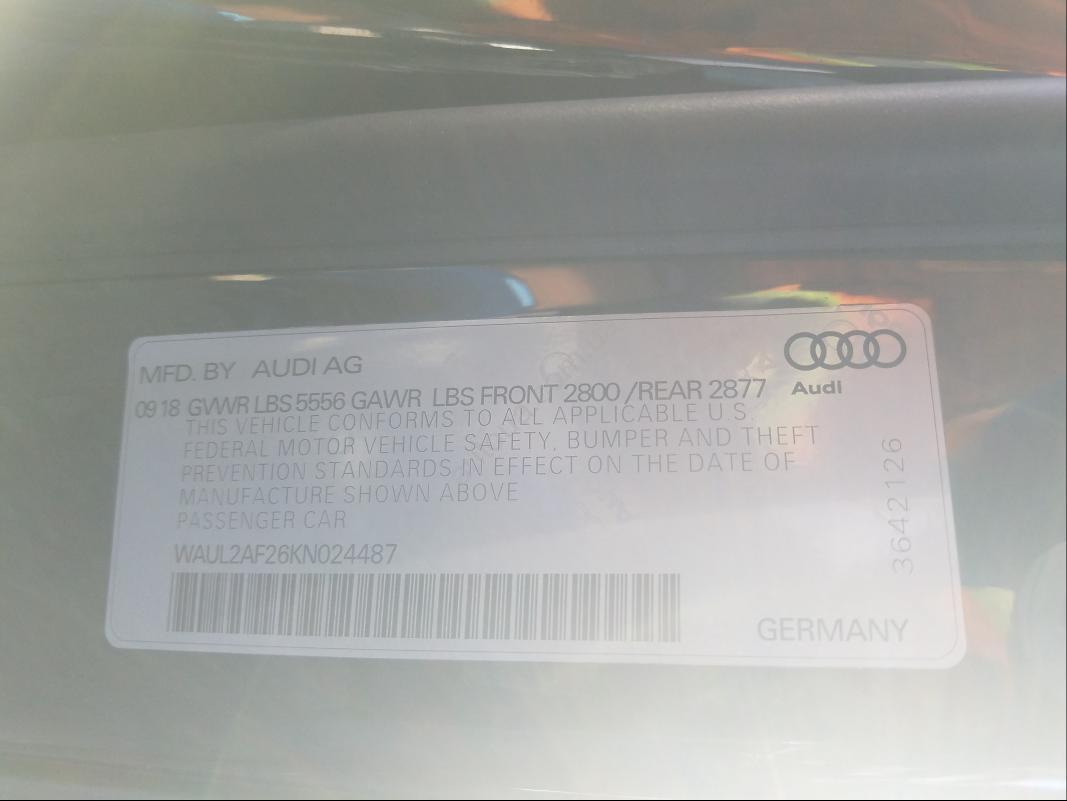 MFD. BY AUDI AG
Audi
09 18 GVWR LBS 5556 GAWR LBS FRONT 2800 /REAR 2877
THIS VEHICLE CONFORMS TO ALL APPLICABLE U.S.
FEDERAL MOTOR VEHICLE SAFETY, BUMPER AND THEFT
PREVENTION STANDARDS IN EFFECT ON THE DATE OF
MANUFACTURE SHOWN ABOVE
PASSENGER CAR
WAUL2AF26KN024487
GERMANY
3642126